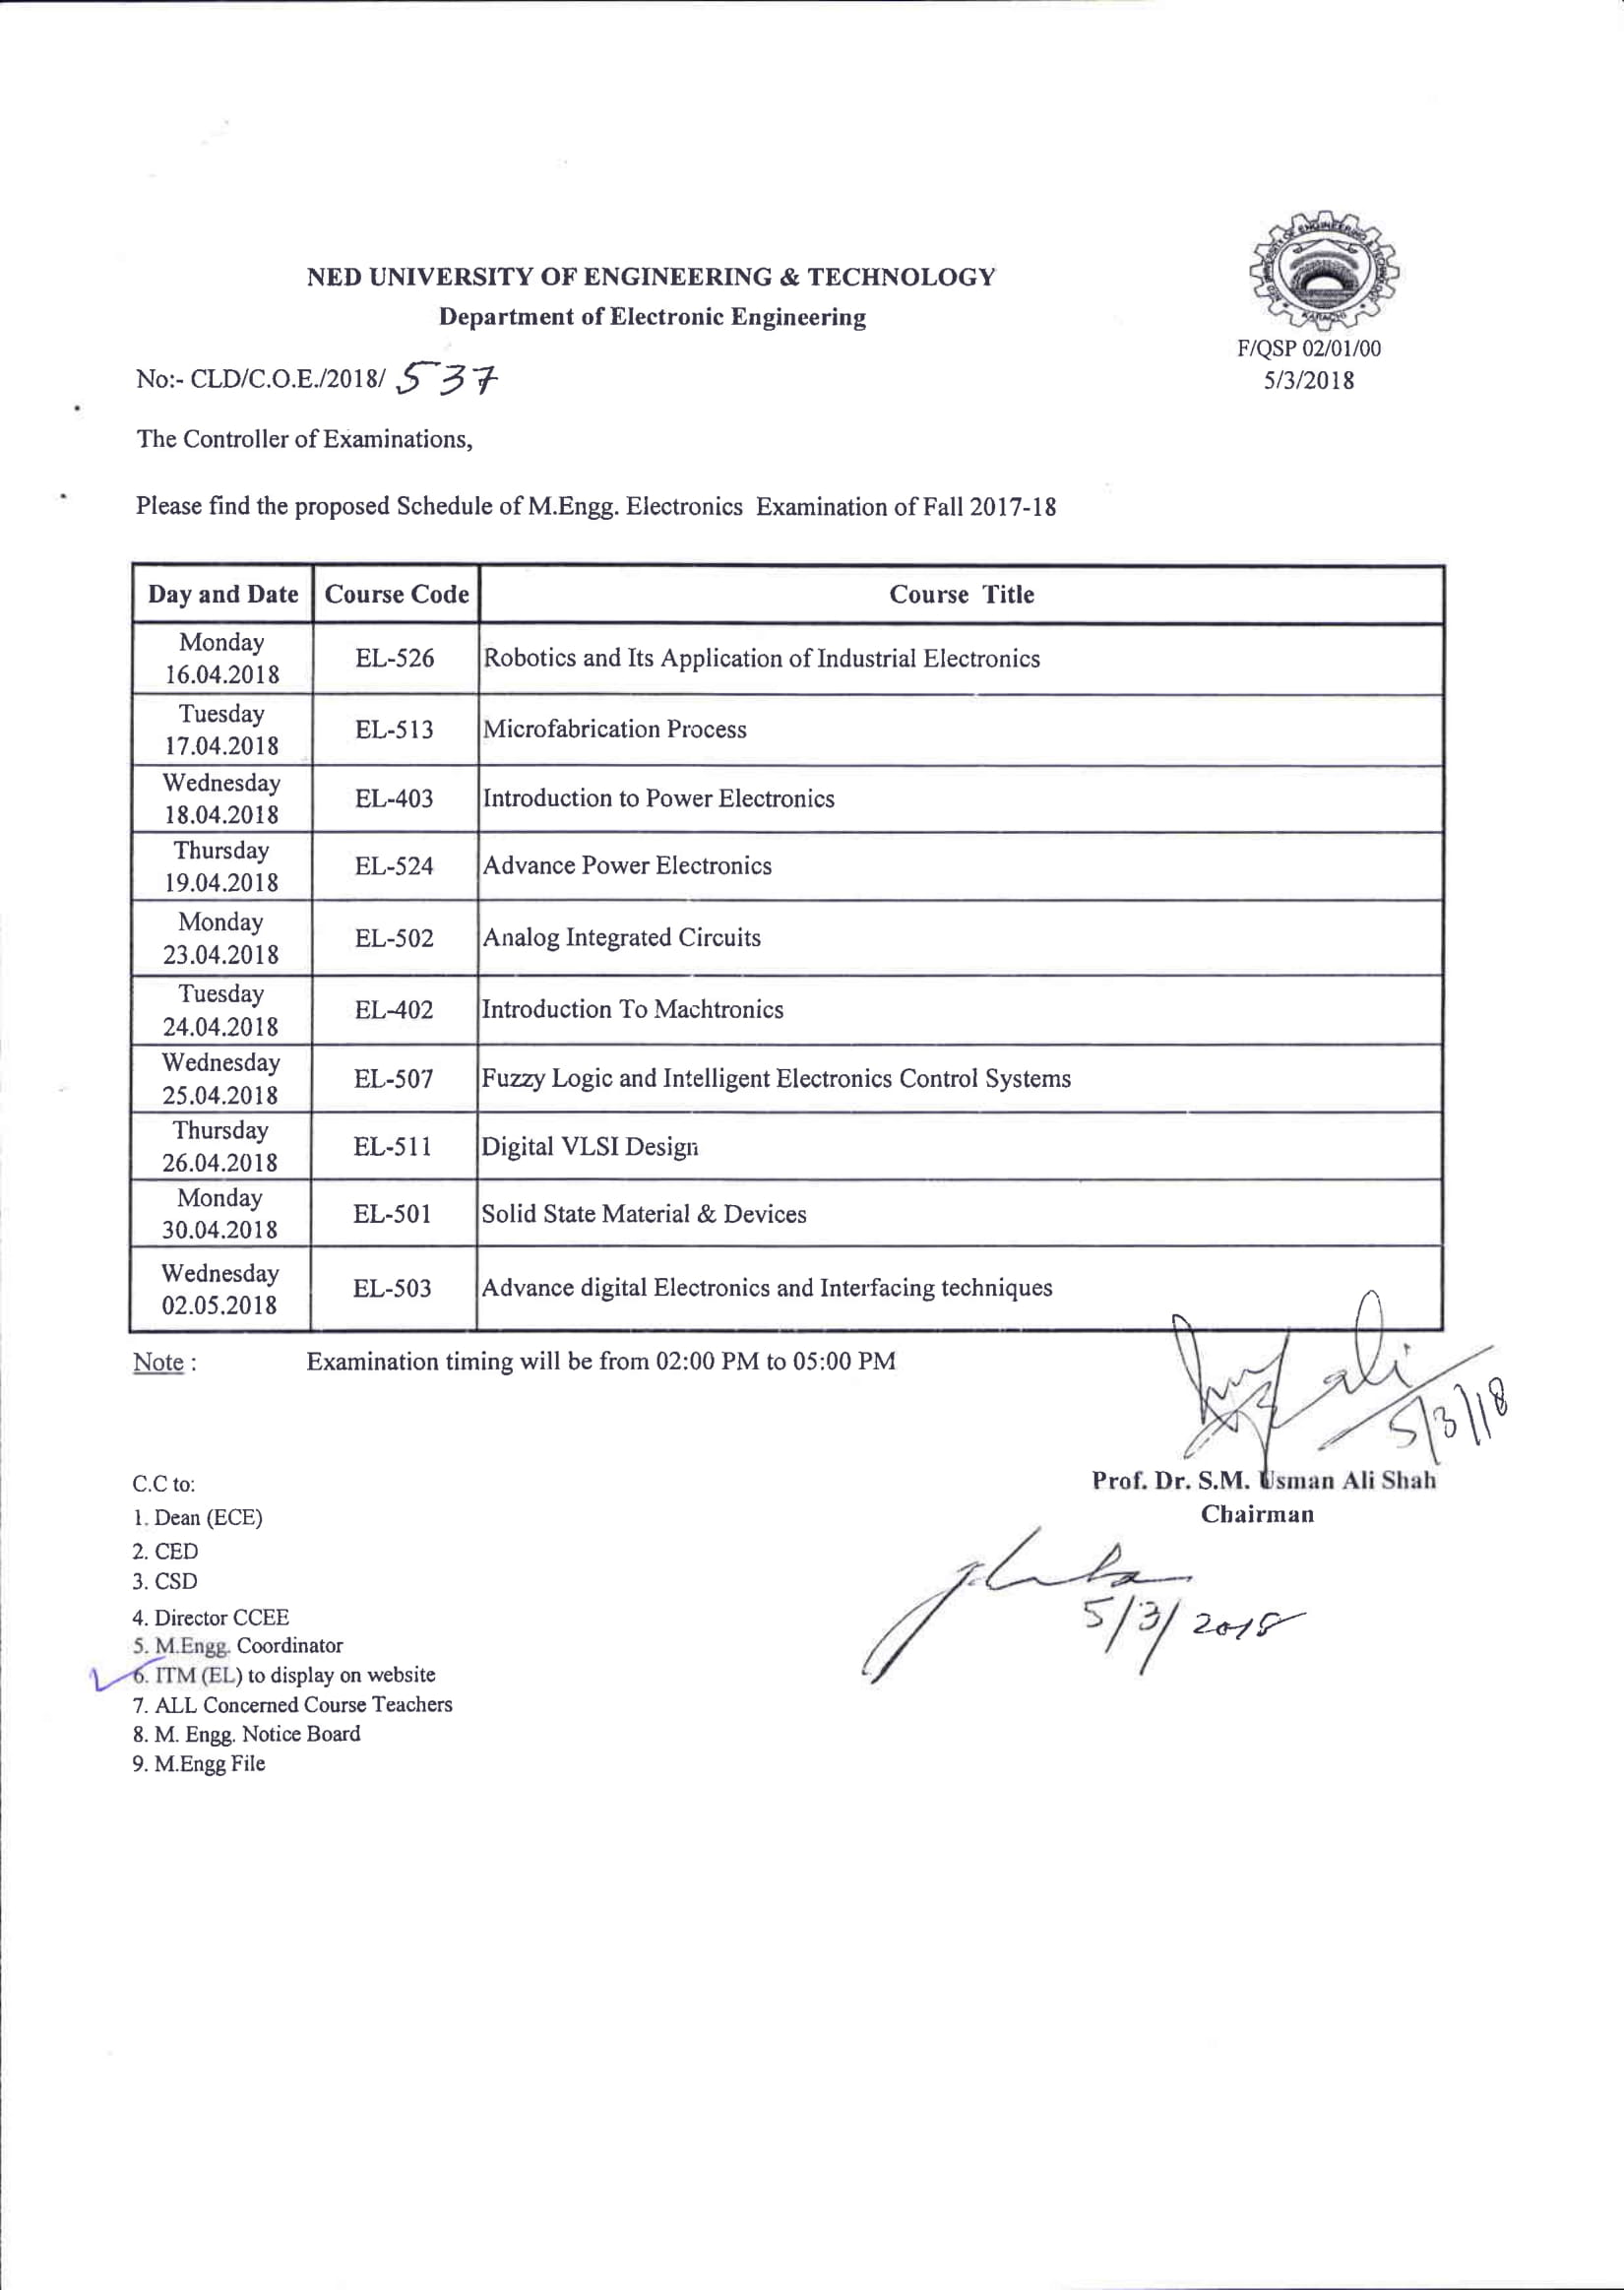 NED UNIVERSITY OF ENGINEERING & TECHNOLOGY
Department of Electronic Engineering
NED UNIVERSITY OF ENGINEERING & TECHNOLOGY
KARACHI
F/QSP 02/01/00
5/3/2018
No:- CLD/C.O.E./2018/ 537
The Controller of Examinations,
Please find the proposed Schedule of M.Engg. Electronics Examination of Fall 2017-18
Day and Date Course Code Course Title
Monday
16.04.2018 EL-526 Robotics and Its Application of Industrial Electronics
Tuesday
17.04.2018 EL-513 Microfabrication Process
Wednesday
18.04.2018 EL-403 Introduction to Power Electronics
Thursday
19.04.2018 EL-524 Advance Power Electronics
Monday
23.04.2018 EL-502 Analog Integrated Circuits
Tuesday
24.04.2018 EL-402 Introduction To Machtronics
Wednesday
25.04.2018 EL-507 Fuzzy Logic and Intelligent Electronics Control Systems
Thursday
26.04.2018 EL-511 Digital VLSI Design
Monday
30.04.2018 EL-501 Solid State Material & Devices
Wednesday
02.05.2018 EL-503 Advance digital Electronics and Interfacing techniques
Note : Examination timing will be from 02:00 PM to 05:00 PM
ali
5/3/18
Prof. Dr. S.M. Usman Ali Shah
Chairman
5/3/2018
C.C to:
1. Dean (ECE)
2. CED
3. CSD
4. Director CCEE
5. M.Engg. Coordinator
6. ITM (EL) to display on website
7. ALL Concerned Course Teachers
8. M. Engg. Notice Board
9. M.Engg File